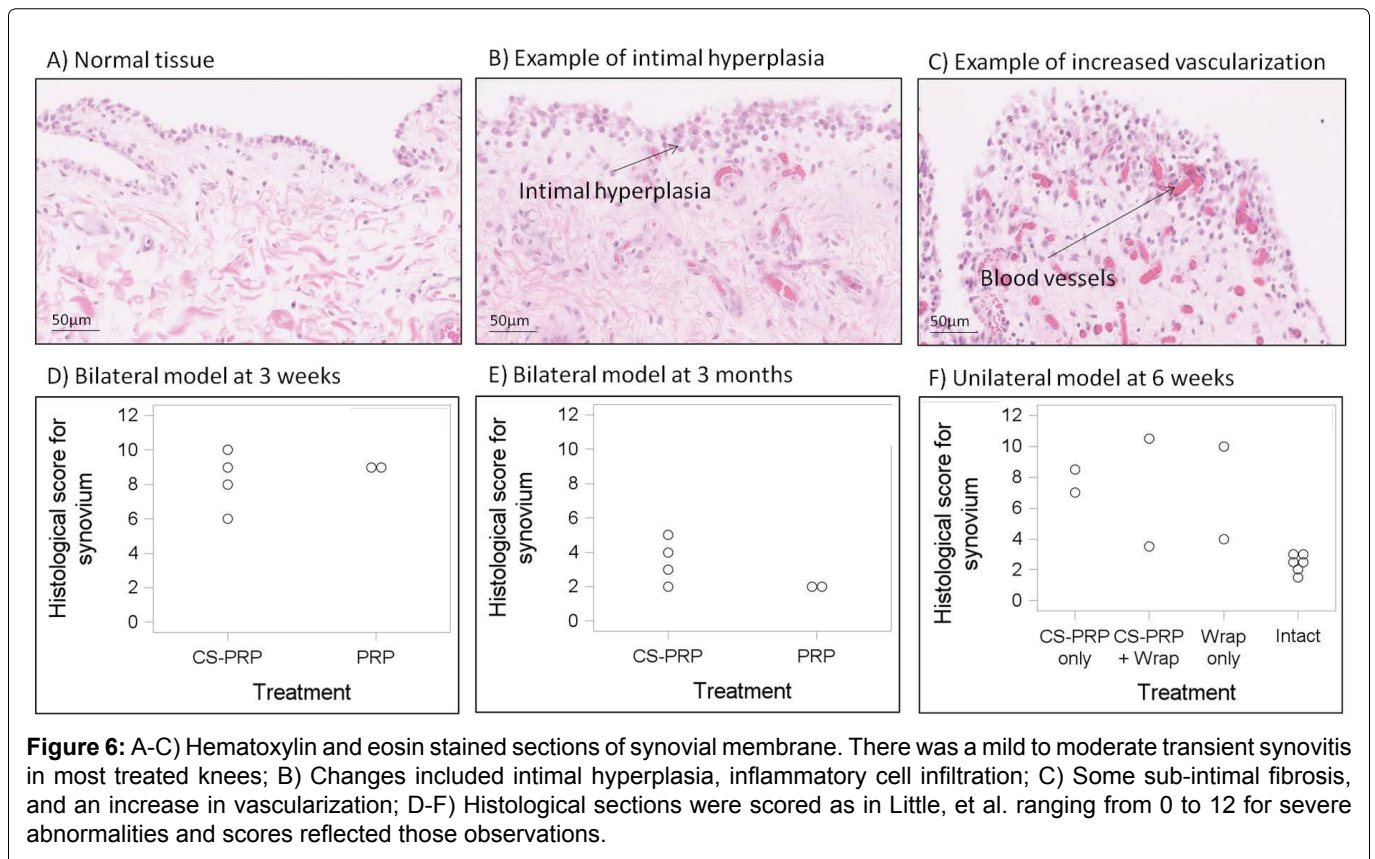 A) Normal tissue
B) Example of intimal hyperplasia
C) Example of increased vascularization
50µm
Intimal hyperplasia
50µm
Blood vessels
50µm
D) Bilateral model at 3 weeks
E) Bilateral model at 3 months
F) Unilateral model at 6 weeks
Histological score for
synovium
12
10
8
6
4
2
0
CS-PRP
PRP
Treatment
Histological score for
synovium
12
10
8
6
4
2
0
CS-PRP
PRP
Treatment
Histological score for
synovium
12
10
8
6
4
2
0
CS-PRP
only
CS-PRP
+ Wrap
Wrap
only
Intact
Treatment
Figure 6: A-C) Hematoxylin and eosin stained sections of synovial membrane. There was a mild to moderate transient synovitis
in most treated knees; B) Changes included intimal hyperplasia, inflammatory cell infiltration; C) Some sub-intimal fibrosis,
and an increase in vascularization; D-F) Histological sections were scored as in Little, et al. ranging from 0 to 12 for severe
abnormalities and scores reflected those observations.